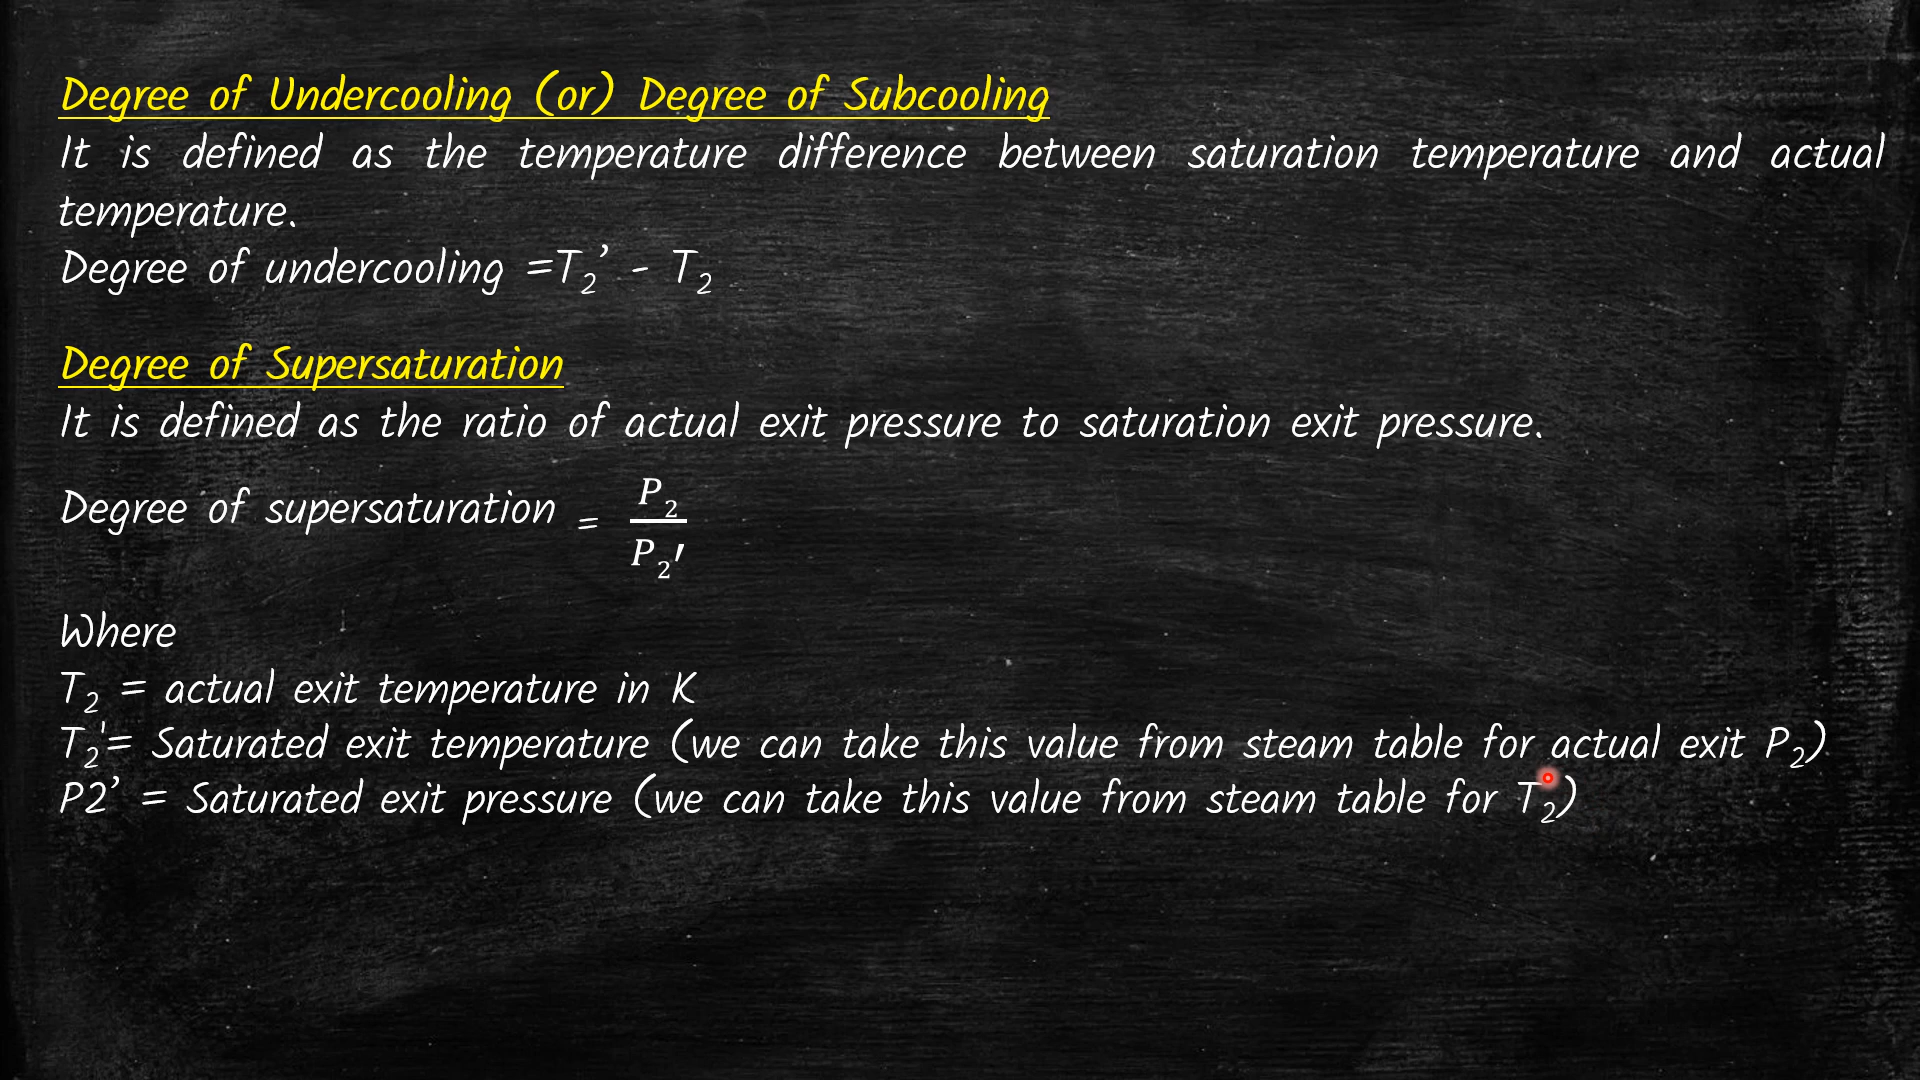 Degree of Undercooling (or) Degree of Subcooling
It is defined as the temperature difference between saturation temperature and actual
temperature.
Degree of undercooling =T₂’ - T₂
Degree of Supersaturation
It is defined as the ratio of actual exit pressure to saturation exit pressure.
Degree of supersaturation = P₂/P₂′
Where
T₂ = actual exit temperature in K
T₂'= Saturated exit temperature (we can take this value from steam table for actual exit P₂)
P2’ = Saturated exit pressure (we can take this value from steam table for T₂)